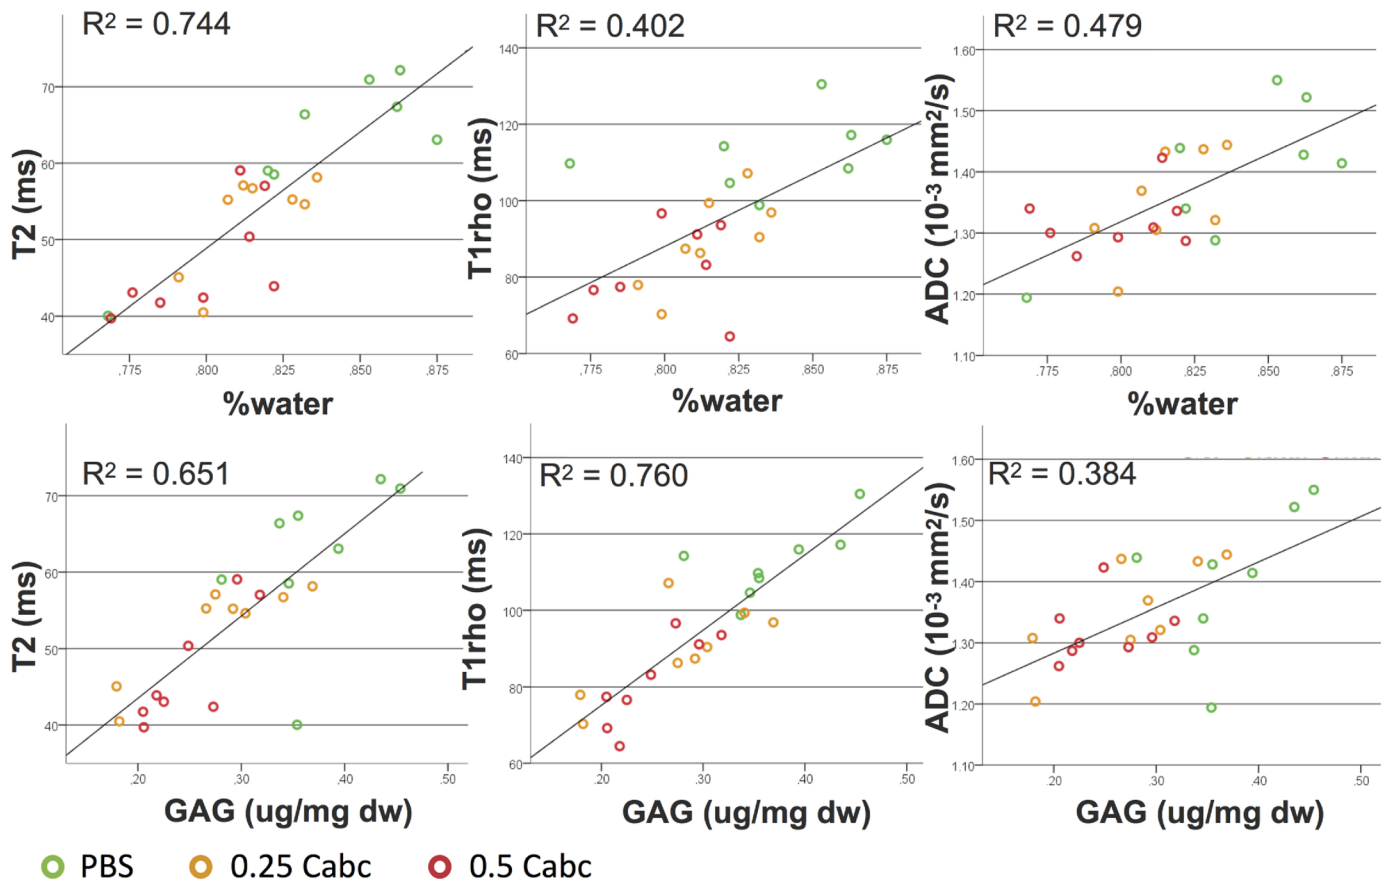 R² = 0.744
T2 (ms)
70
60
50
40
,775 ,800 ,825 ,850 ,875
%water
R² = 0.402
T1rho (ms)
140
120
100
80
60
,775 ,800 ,825 ,850 ,875
%water
R² = 0.479
ADC (10⁻³ mm²/s)
1.60
1.50
1.40
1.30
1.20
1.10
,775 ,800 ,825 ,850 ,875
%water
R² = 0.651
T2 (ms)
70
60
50
40
,20 ,30 ,40 ,50
GAG (ug/mg dw)
R² = 0.760
T1rho (ms)
140
120
100
80
60
,20 ,30 ,40 ,50
GAG (ug/mg dw)
R² = 0.384
ADC (10⁻³ mm²/s)
1.60
1.50
1.40
1.30
1.20
1.10
,20 ,30 ,40 ,50
GAG (ug/mg dw)
PBS 0.25 Cabc 0.5 Cabc